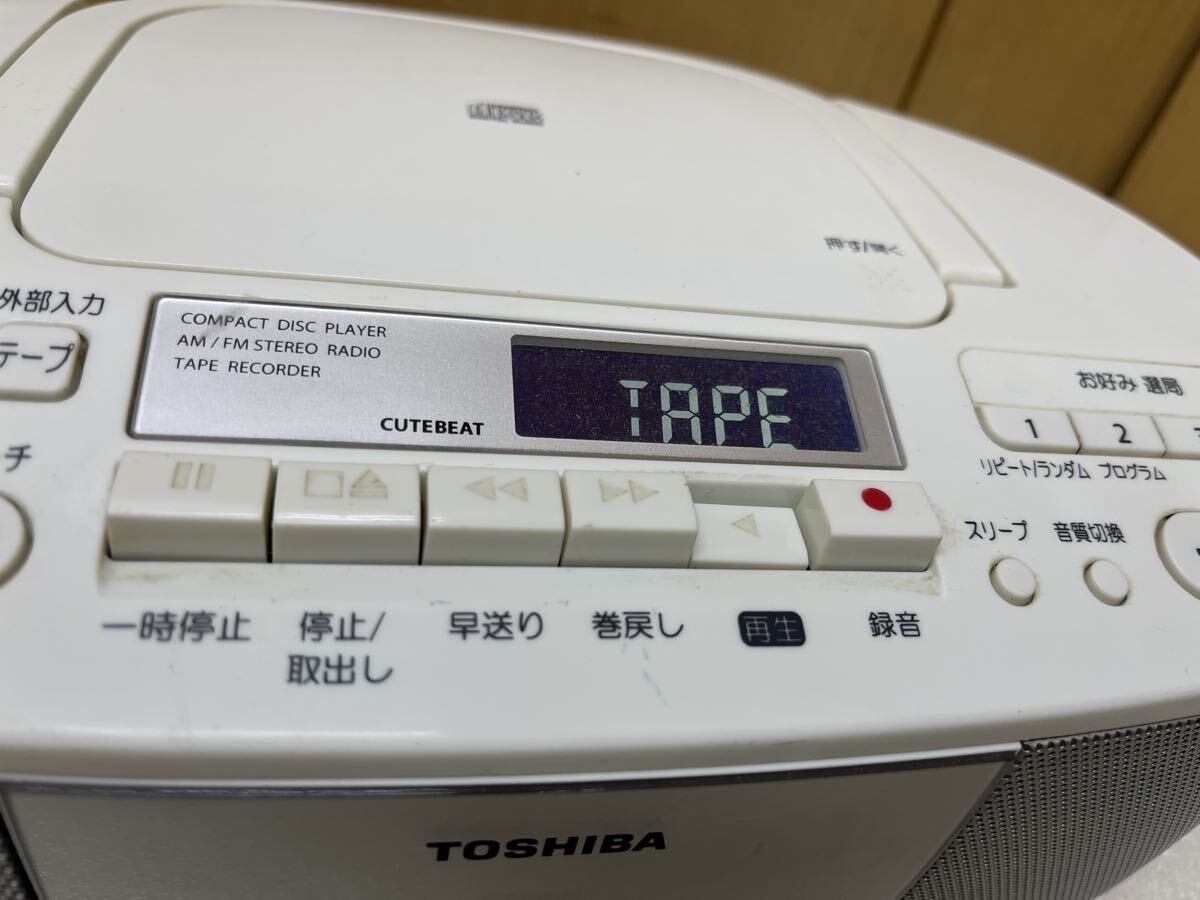 押す/開く
外部入力
テープ
COMPACT DISC PLAYER
AM/FM STEREO RADIO
TAPE RECORDER
CUTEBEAT
TAPE
お好み 選局
1 2
リピート/ランダム プログラム
チ
スリープ 音質切換
一時停止 停止/取出し 早送り 巻戻し 再生 録音
TOSHIBA